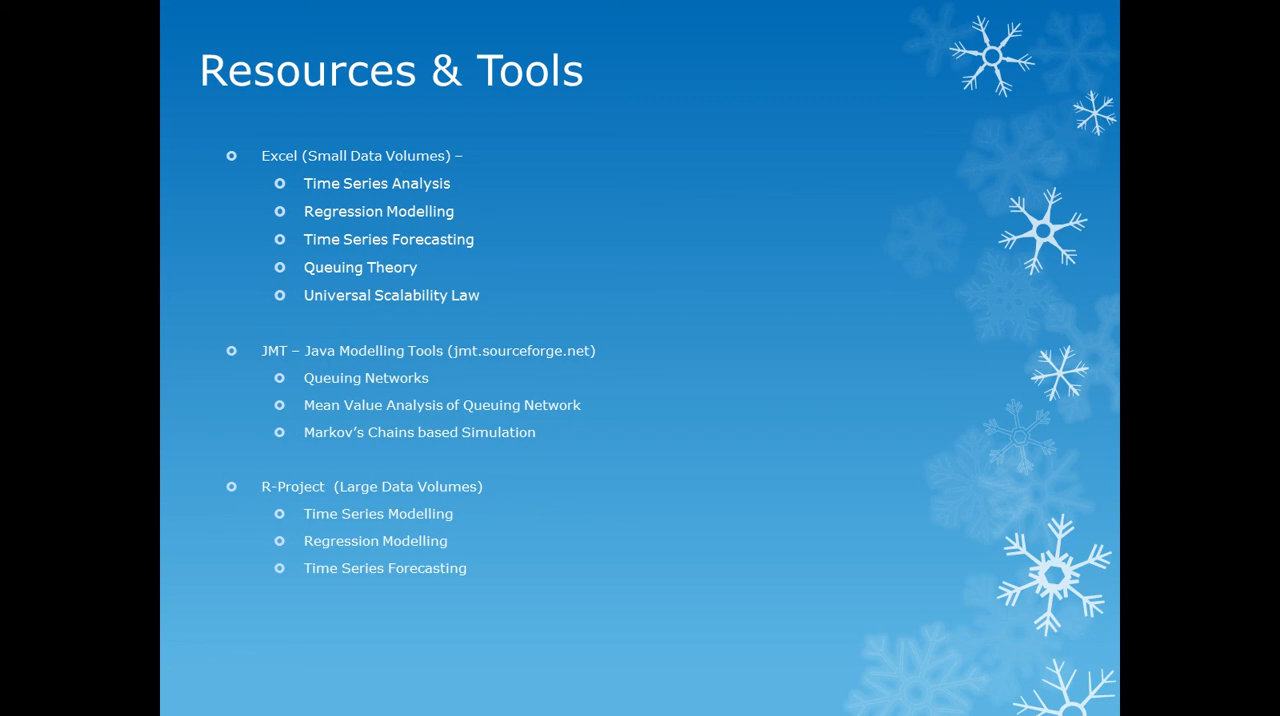 Resources & Tools
Excel (Small Data Volumes) –
Time Series Analysis
Regression Modelling
Time Series Forecasting
Queuing Theory
Universal Scalability Law
JMT – Java Modelling Tools (jmt.sourceforge.net)
Queuing Networks
Mean Value Analysis of Queuing Network
Markov’s Chains based Simulation
R-Project  (Large Data Volumes)
Time Series Modelling
Regression Modelling
Time Series Forecasting